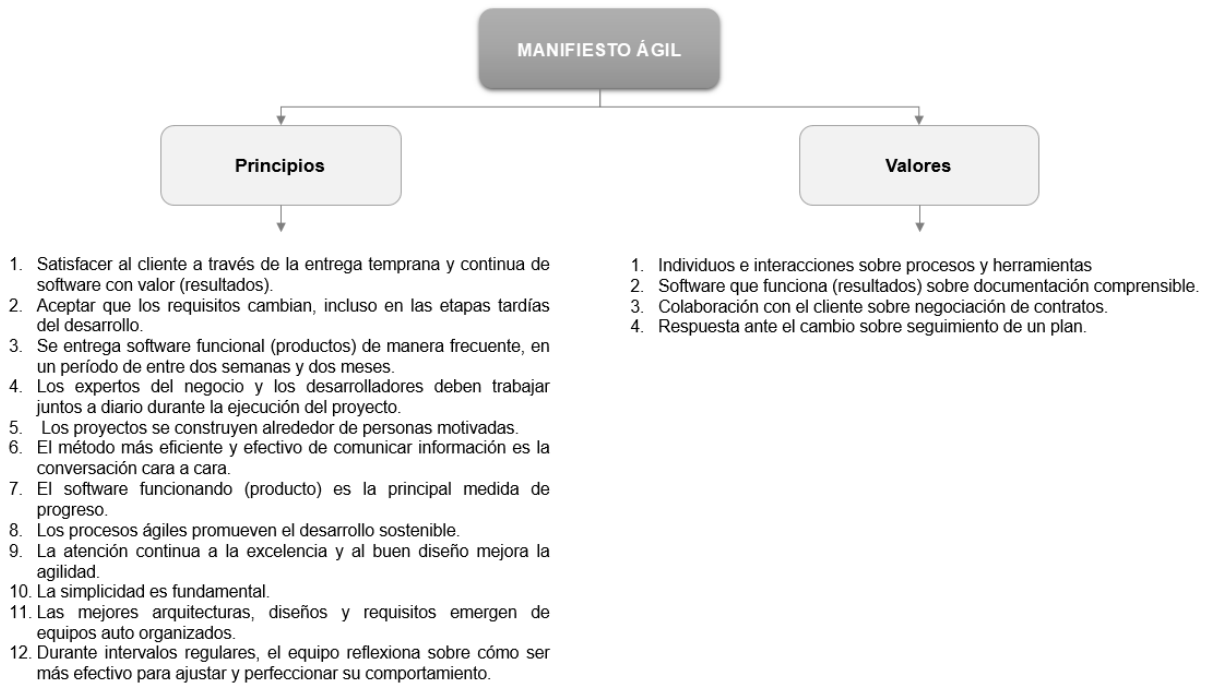 MANIFIESTO ÁGIL
Principios
1. Satisfacer al cliente a través de la entrega temprana y continua de
software con valor (resultados).
2. Aceptar que los requisitos cambian, incluso en las etapas tardías
del desarrollo.
3. Se entrega software funcional (productos) de manera frecuente, en
un período de entre dos semanas y dos meses.
4. Los expertos del negocio y los desarrolladores deben trabajar
juntos a diario durante la ejecución del proyecto.
5. Los proyectos se construyen alrededor de personas motivadas.
6. El método más eficiente y efectivo de comunicar información es la
conversación cara a cara.
7. El software funcionando (producto) es la principal medida de
progreso.
8. Los procesos ágiles promueven el desarrollo sostenible.
9. La atención continua a la excelencia y al buen diseño mejora la
agilidad.
10. La simplicidad es fundamental.
11. Las mejores arquitecturas, diseños y requisitos emergen de
equipos auto organizados.
12. Durante intervalos regulares, el equipo reflexiona sobre cómo ser
más efectivo para ajustar y perfeccionar su comportamiento.
Valores
1. Individuos e interacciones sobre procesos y herramientas
2. Software que funciona (resultados) sobre documentación comprensible.
3. Colaboración con el cliente sobre negociación de contratos.
4. Respuesta ante el cambio sobre seguimiento de un plan.